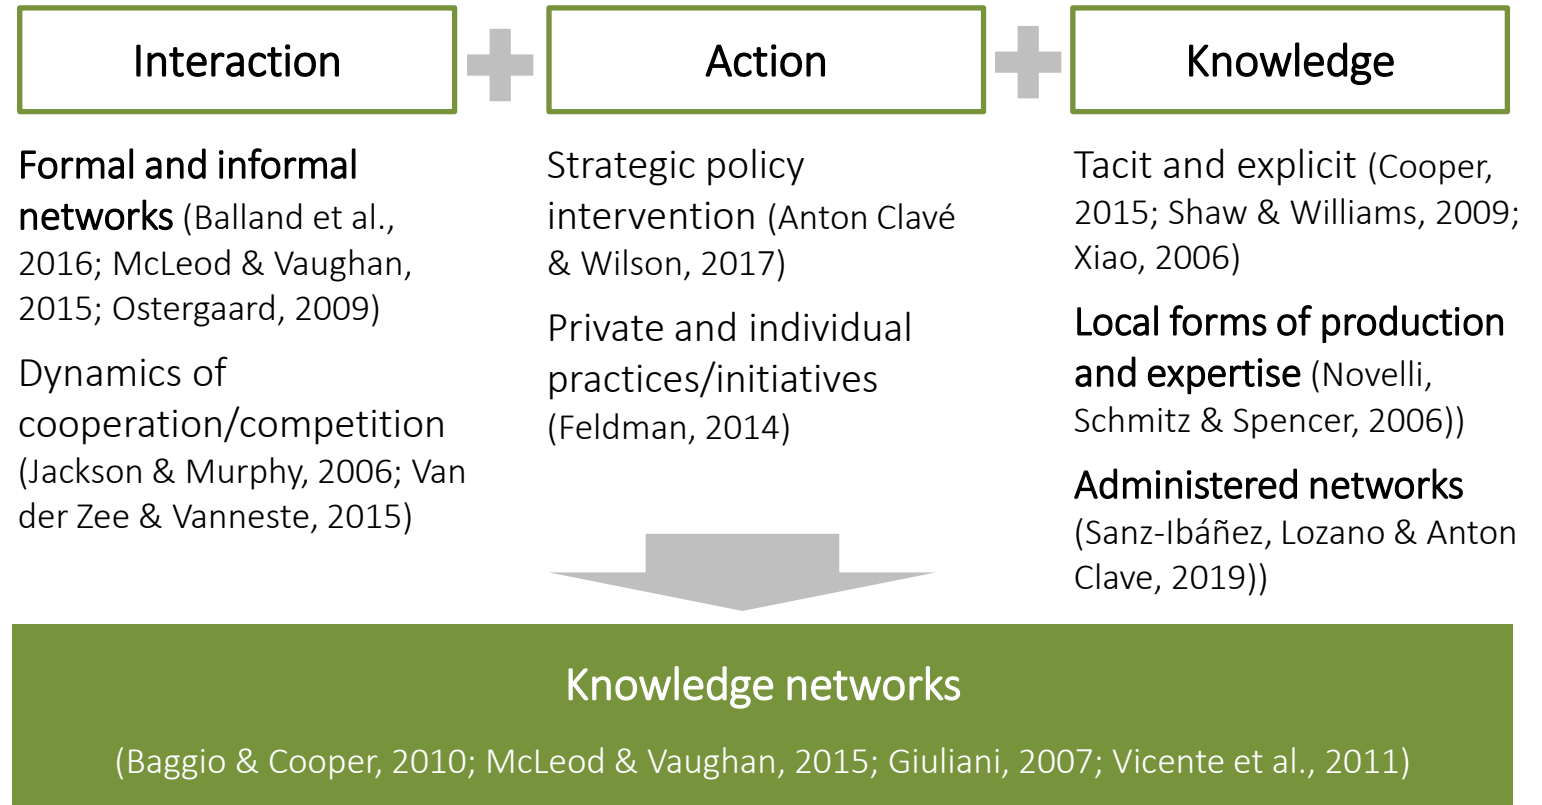 Interaction
Action
Knowledge
Formal and informal
networks (Balland et al.,
2016; McLeod & Vaughan,
2015; Ostergaard, 2009)
Dynamics of
cooperation/competition
(Jackson & Murphy, 2006; Van
der Zee & Vanneste, 2015)
Strategic policy
intervention (Anton Clavé
& Wilson, 2017)
Private and individual
practices/initiatives
(Feldman, 2014)
Tacit and explicit (Cooper,
2015; Shaw & Williams, 2009;
Xiao, 2006)
Local forms of production
and expertise (Novelli,
Schmitz & Spencer, 2006))
Administered networks
(Sanz-Ibáñez, Lozano & Anton
Clave, 2019))
Knowledge networks
(Baggio & Cooper, 2010; McLeod & Vaughan, 2015; Giuliani, 2007; Vicente et al., 2011)